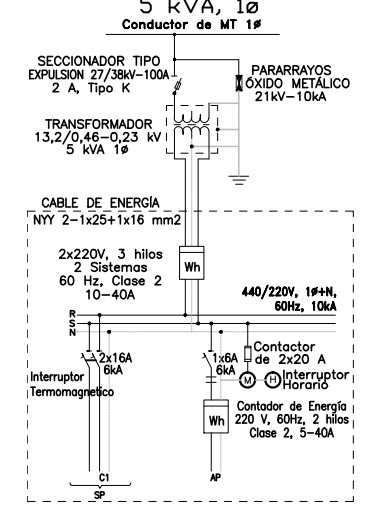 5 kVA, 1ø
Conductor de MT 1ø
SECCIONADOR TIPO
EXPULSION 27/38kV-100A
2 A, Tipo K
PARARRAYOS
ÓXIDO METÁLICO
21kV-10kA
TRANSFORMADOR
13,2/0,46-0,23 kV
5 kVA 1ø
CABLE DE ENERGÍA
NYY 2-1x25+1x16 mm2
2x220V, 3 hilos
2 Sistemas
60 Hz, Clase 2
10-40A
Wh
440/220V, 1ø+N,
60Hz, 10kA
R
S
N
2x16A
6kA
Interruptor
Termomagnetico
1x6A
6kA
Contactor
de 2x20 A
M
H
Interruptor
Horario
Wh
Contador de Energía
220 V, 60Hz, 2 hilos
Clase 2, 5-40A
C1
SP
AP